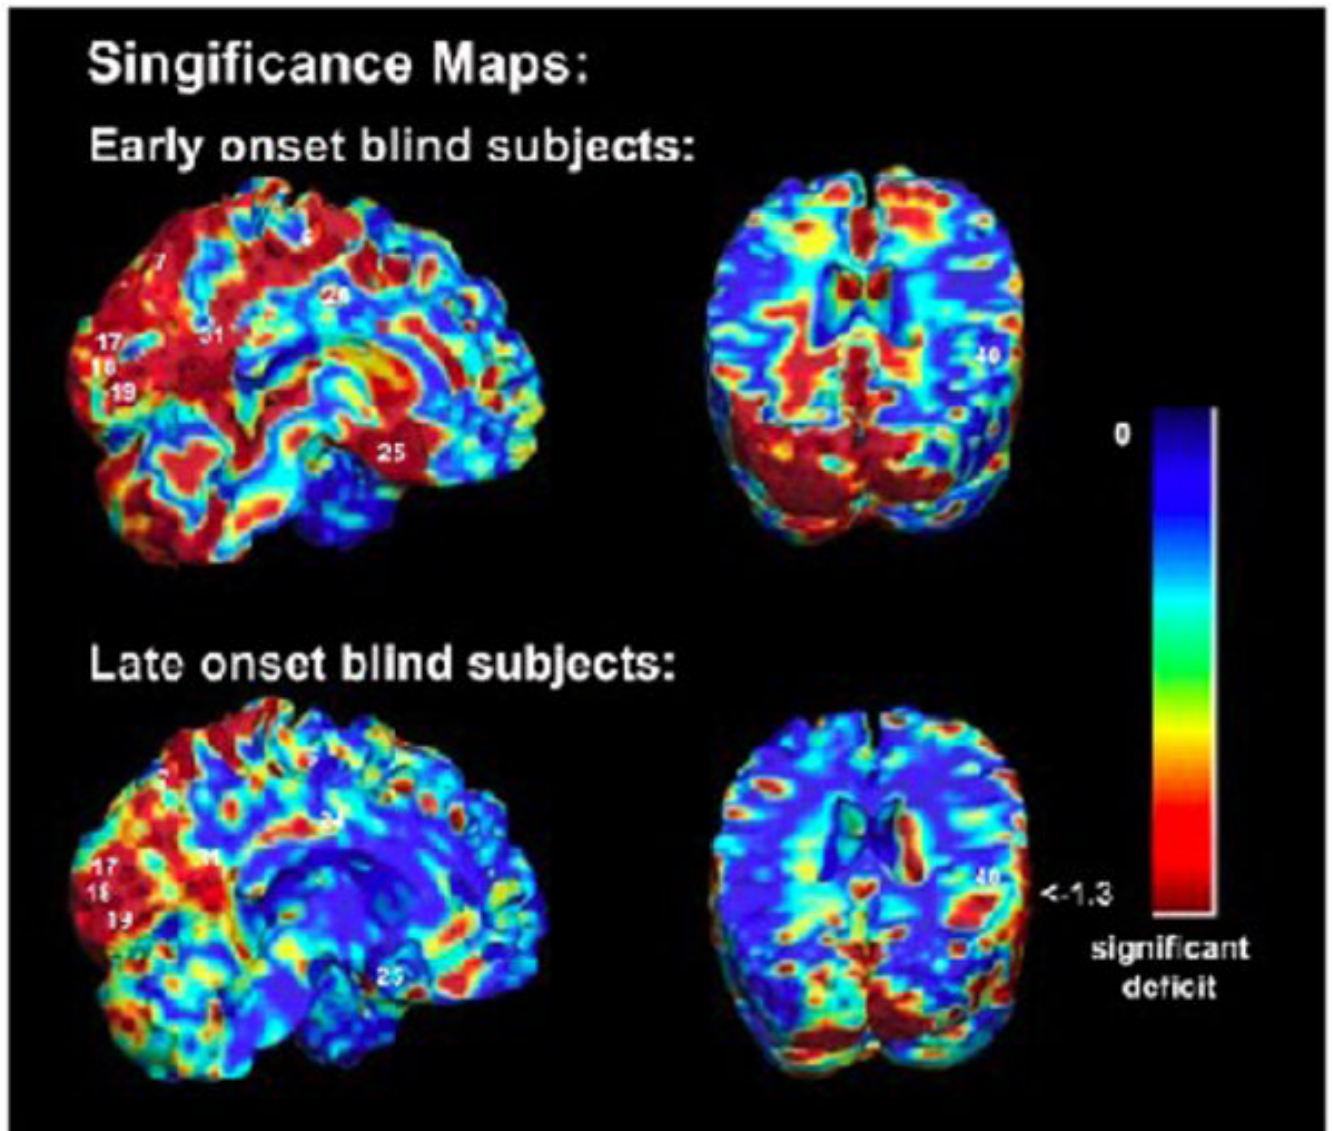 Singificance Maps:
Early onset blind subjects:
7
17
18
19
31
25
40
0
Late onset blind subjects:
17
18
19
25
40
<-1.3
significant
deficit